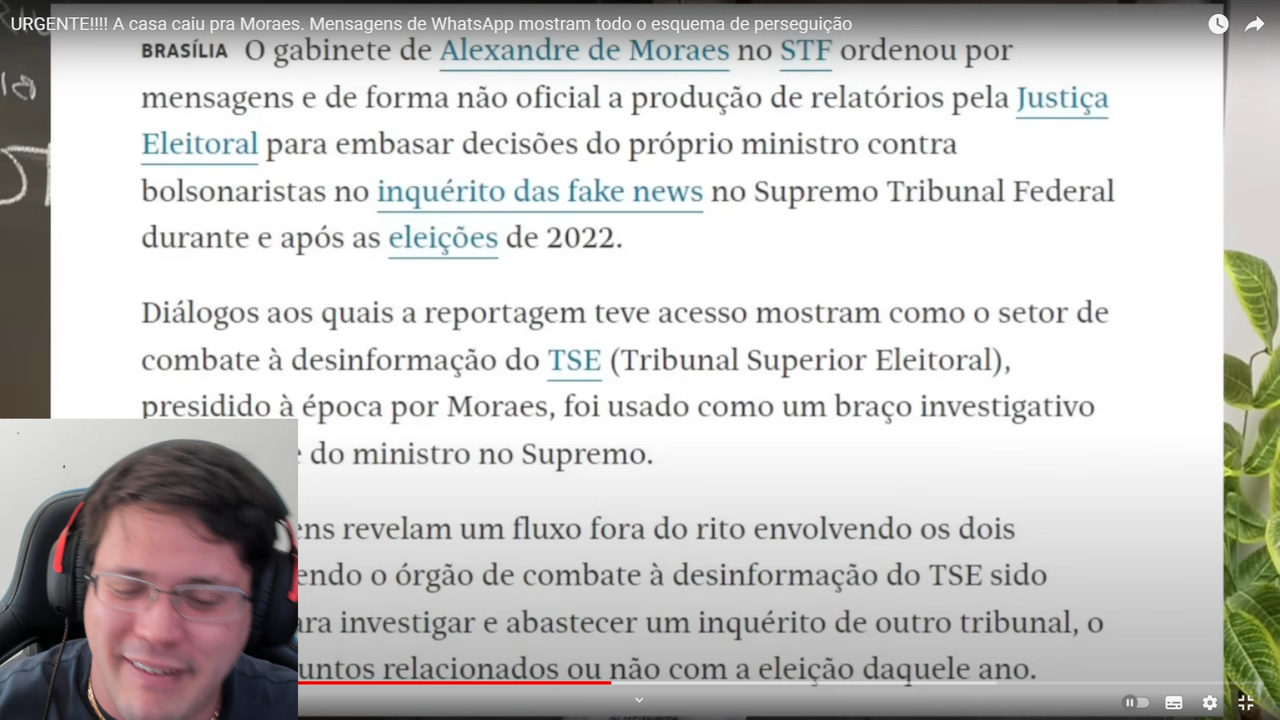 URGENTE!!!! A casa caiu pra Moraes. Mensagens de WhatsApp mostram todo o esquema de perseguição
BRASÍLIA O gabinete de Alexandre de Moraes no STF ordenou por
mensagens e de forma não oficial a produção de relatórios pela Justiça
Eleitoral para embasar decisões do próprio ministro contra
bolsonaristas no inquérito das fake news no Supremo Tribunal Federal
durante e após as eleições de 2022.
Diálogos aos quais a reportagem teve acesso mostram como o setor de
combate à desinformação do TSE (Tribunal Superior Eleitoral),
presidido à época por Moraes, foi usado como um braço investigativo
do ministro no Supremo.
revelam um fluxo fora do rito envolvendo os dois
o órgão de combate à desinformação do TSE sido
investigar e abastecer um inquérito de outro tribunal, o
relacionados ou não com a eleição daquele ano.